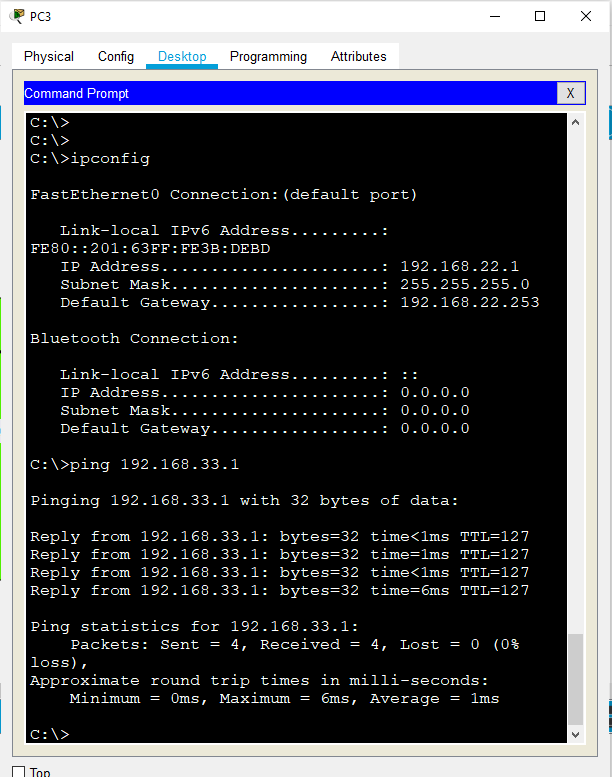 PC3
Physical Config Desktop Programming Attributes
Command Prompt X
C:\>
C:\>
C:\>ipconfig
FastEthernet0 Connection:(default port)
Link-local IPv6 Address.........:
FE80::201:63FF:FE3B:DEBD
IP Address......................: 192.168.22.1
Subnet Mask.....................: 255.255.255.0
Default Gateway.................: 192.168.22.253
Bluetooth Connection:
Link-local IPv6 Address.........: ::
IP Address......................: 0.0.0.0
Subnet Mask.....................: 0.0.0.0
Default Gateway.................: 0.0.0.0
C:\>ping 192.168.33.1
Pinging 192.168.33.1 with 32 bytes of data:
Reply from 192.168.33.1: bytes=32 time<1ms TTL=127
Reply from 192.168.33.1: bytes=32 time=1ms TTL=127
Reply from 192.168.33.1: bytes=32 time<1ms TTL=127
Reply from 192.168.33.1: bytes=32 time=6ms TTL=127
Ping statistics for 192.168.33.1:
Packets: Sent = 4, Received = 4, Lost = 0 (0%
loss),
Approximate round trip times in milli-seconds:
Minimum = 0ms, Maximum = 6ms, Average = 1ms
C:\>
Top